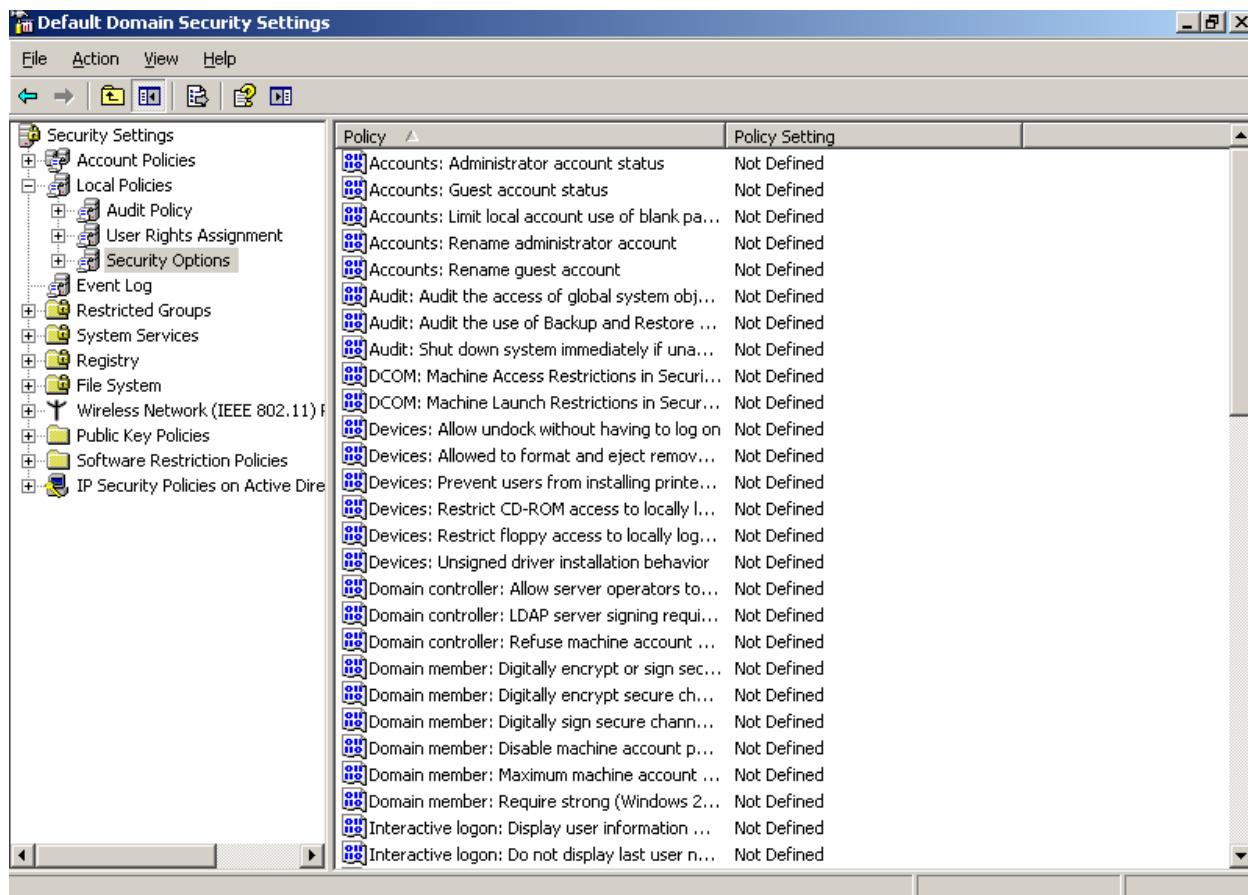 Default Domain Security Settings
File Action View Help
Security Settings
Account Policies
Local Policies
Audit Policy
User Rights Assignment
Security Options
Event Log
Restricted Groups
System Services
Registry
File System
Wireless Network (IEEE 802.11) P
Public Key Policies
Software Restriction Policies
IP Security Policies on Active Dire
Policy Policy Setting
Accounts: Administrator account status Not Defined
Accounts: Guest account status Not Defined
Accounts: Limit local account use of blank pa... Not Defined
Accounts: Rename administrator account Not Defined
Accounts: Rename guest account Not Defined
Audit: Audit the access of global system obj... Not Defined
Audit: Audit the use of Backup and Restore ... Not Defined
Audit: Shut down system immediately if una... Not Defined
DCOM: Machine Access Restrictions in Securi... Not Defined
DCOM: Machine Launch Restrictions in Secur... Not Defined
Devices: Allow undock without having to log on Not Defined
Devices: Allowed to format and eject remov... Not Defined
Devices: Prevent users from installing printe... Not Defined
Devices: Restrict CD-ROM access to locally l... Not Defined
Devices: Restrict floppy access to locally log... Not Defined
Devices: Unsigned driver installation behavior Not Defined
Domain controller: Allow server operators to... Not Defined
Domain controller: LDAP server signing requi... Not Defined
Domain controller: Refuse machine account ... Not Defined
Domain member: Digitally encrypt or sign sec... Not Defined
Domain member: Digitally encrypt secure ch... Not Defined
Domain member: Digitally sign secure chann... Not Defined
Domain member: Disable machine account p... Not Defined
Domain member: Maximum machine account ... Not Defined
Domain member: Require strong (Windows 2... Not Defined
Interactive logon: Display user information ... Not Defined
Interactive logon: Do not display last user n... Not Defined